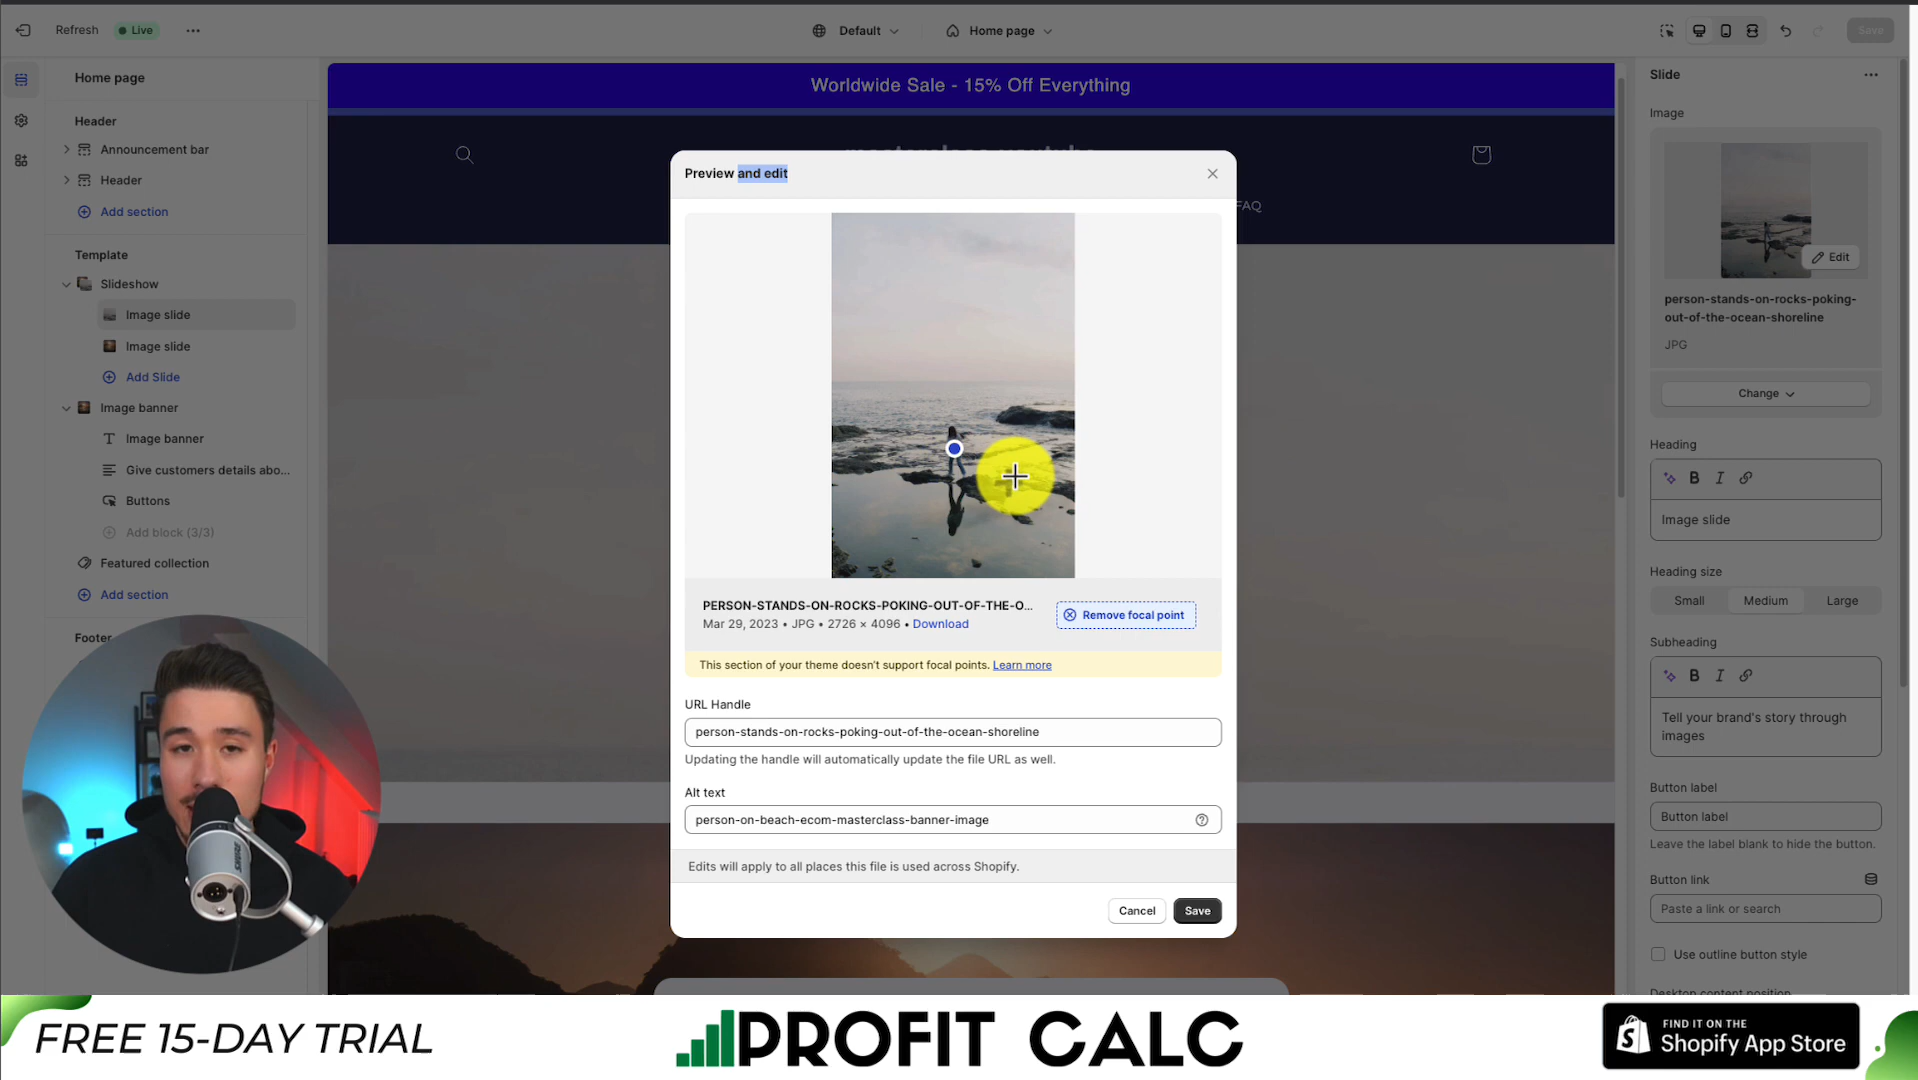 Refresh
Live
Default
Home page
Save
Home page
Header
Announcement bar
Header
Add section
Template
Slideshow
Image slide
Image slide
Add Slide
Image banner
Image banner
Give customers details abo...
Buttons
Add block (3/3)
Featured collection
Add section
Footer
Worldwide Sale - 15% Off Everything
FAQ
Preview and edit
PERSON-STANDS-ON-ROCKS-POKING-OUT-OF-THE-O...
Mar 29, 2023 • JPG • 2726 × 4096 • Download
Remove focal point
This section of your theme doesn't support focal points. Learn more
URL Handle
person-stands-on-rocks-poking-out-of-the-ocean-shoreline
Updating the handle will automatically update the file URL as well.
Alt text
person-on-beach-ecom-masterclass-banner-image
Edits will apply to all places this file is used across Shopify.
Cancel
Save
Slide
Image
Edit
person-stands-on-rocks-poking-
out-of-the-ocean-shoreline
JPG
Change
Heading
B I
Image slide
Heading size
Small Medium Large
Subheading
B I
Tell your brand's story through
images
Button label
Button label
Leave the label blank to hide the button.
Button link
Paste a link or search
Use outline button style
Desktop content position
FREE 15-DAY TRIAL
PROFIT CALC
FIND IT ON THE
Shopify App Store